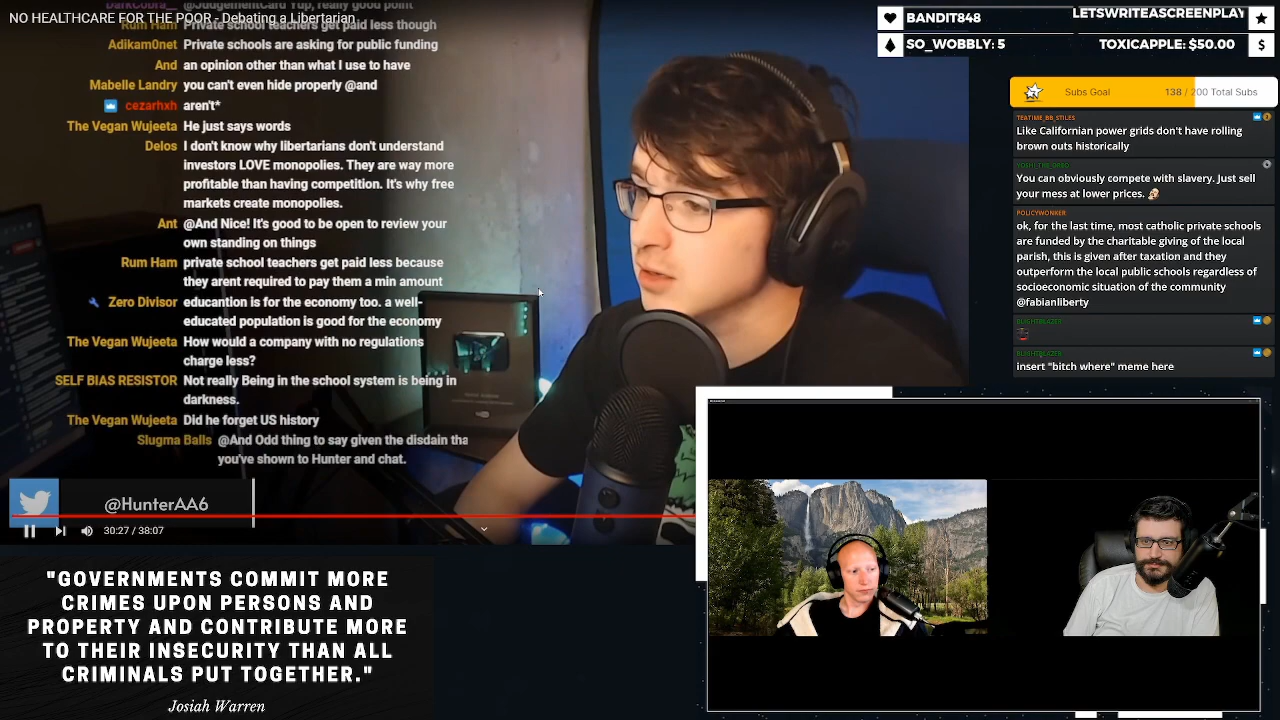 NO HEALTHCARE FOR THE POOR - Debating a Libertarian
DarkCobra__ @JudgementCard Yup, really good point
Rum Ham Private school teachers get paid less though
Adikam0net Private schools are asking for public funding
And an opinion other than what I use to have
Mabelle Landry you can't even hide properly @and
cezarhxh aren't*
The Vegan Wujeeta He just says words
Delos I don't know why libertarians don't understand
investors LOVE monopolies. They are way more
profitable than having competition. It's why free
markets create monopolies.
Ant @And Nice! It's good to be open to review your
own standing on things
Rum Ham private school teachers get paid less because
they arent required to pay them a min amount
Zero Divisor educantion is for the economy too. a well-
educated population is good for the economy
The Vegan Wujeeta How would a company with no regulations
charge less?
SELF BIAS RESISTOR Not really Being in the school system is being in
darkness.
The Vegan Wujeeta Did he forget US history
Slugma Balls @And Odd thing to say given the disdain tha
you've shown to Hunter and chat.
@HunterAA6
30:27 / 38:07
"GOVERNMENTS COMMIT MORE
CRIMES UPON PERSONS AND
PROPERTY AND CONTRIBUTE MORE
TO THEIR INSECURITY THAN ALL
CRIMINALS PUT TOGETHER."
Josiah Warren
BANDIT848
LETSWRITEASCREENPLAY
SO_WOBBLY: 5
TOXICAPPLE: $50.00
$
Subs Goal 138 / 200 Total Subs
TEATIME_BB_STILES
Like Californian power grids don't have rolling
brown outs historically
You can obviously compete with slavery. Just sell
your mess at lower prices.
POLICYWONKER
ok, for the last time, most catholic private schools
are funded by the charitable giving of the local
parish, this is given after taxation and they
outperform the local public schools regardless of
socioeconomic situation of the community
@fabianliberty
insert "bitch where" meme here